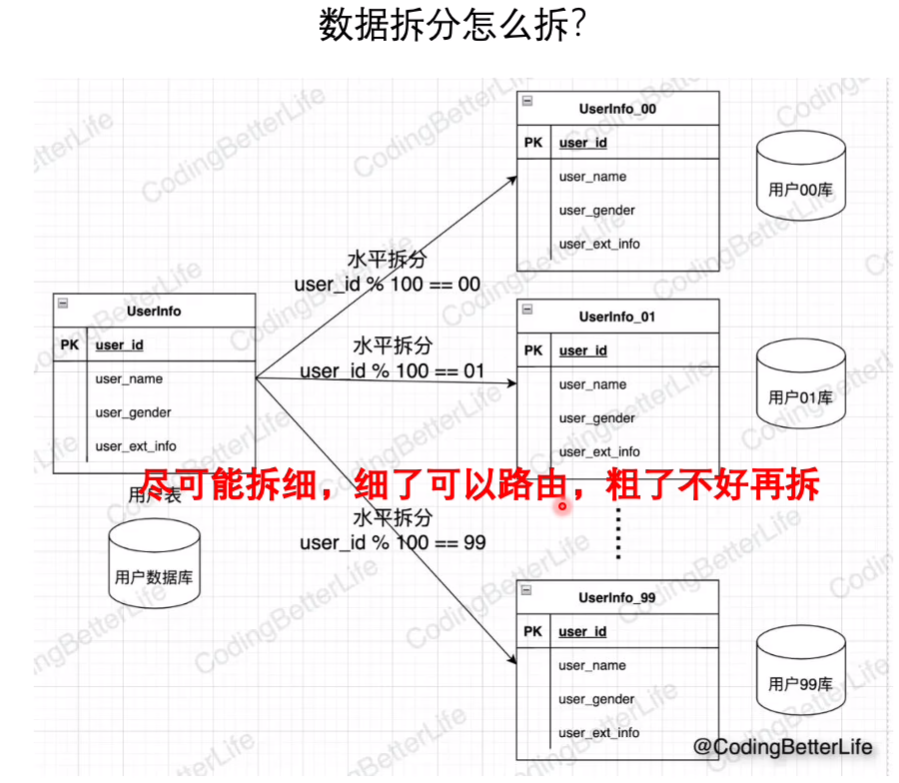 数据拆分怎么拆?
UserInfo_00
PK user_id
user_name
user_gender
user_ext_info
用户00库
水平拆分
user_id % 100 == 00
UserInfo
PK user_id
user_name
user_gender
user_ext_info
用户表
用户数据库
水平拆分
user_id % 100 == 01
UserInfo_01
PK user_id
user_name
user_gender
user_ext_info
用户01库
尽可能拆细，细了可以路由，粗了不好再拆
水平拆分
user_id % 100 == 99
UserInfo_99
PK user_id
user_name
user_gender
user_ext_info
用户99库
@CodingBetterLife
CodingBetterLife